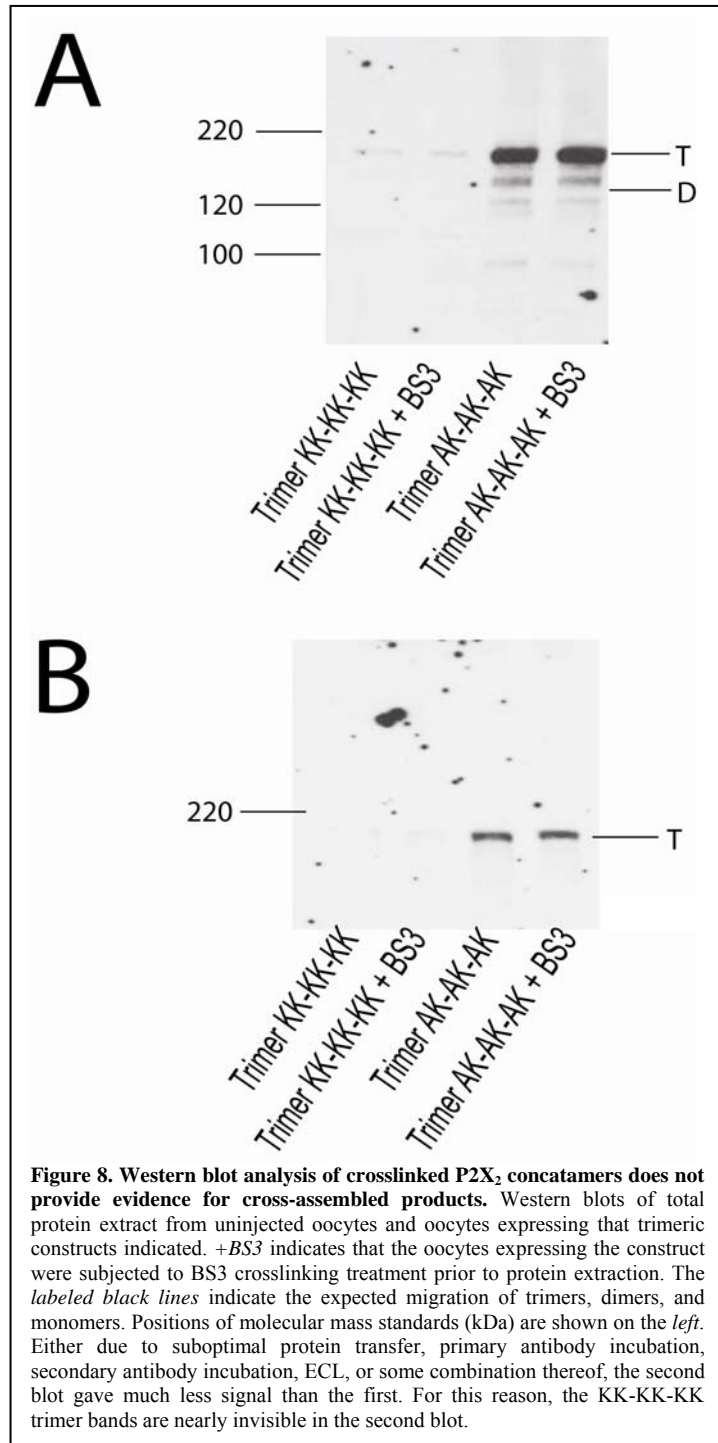 A
220
T
D
120
100
Trimer KK-KK-KK
Trimer KK-KK-KK + BS3
Trimer AK-AK-AK
Trimer AK-AK-AK + BS3
B
220
T
Trimer KK-KK-KK
Trimer KK-KK-KK + BS3
Trimer AK-AK-AK
Trimer AK-AK-AK + BS3
Figure 8. Western blot analysis of crosslinked P2X₂ concatamers does not
provide evidence for cross-assembled products. Western blots of total
protein extract from uninjected oocytes and oocytes expressing that trimeric
constructs indicated. +BS3 indicates that the oocytes expressing the construct
were subjected to BS3 crosslinking treatment prior to protein extraction. The
labeled black lines indicate the expected migration of trimers, dimers, and
monomers. Positions of molecular mass standards (kDa) are shown on the left.
Either due to suboptimal protein transfer, primary antibody incubation,
secondary antibody incubation, ECL, or some combination thereof, the second
blot gave much less signal than the first. For this reason, the KK-KK-KK
trimer bands are nearly invisible in the second blot.